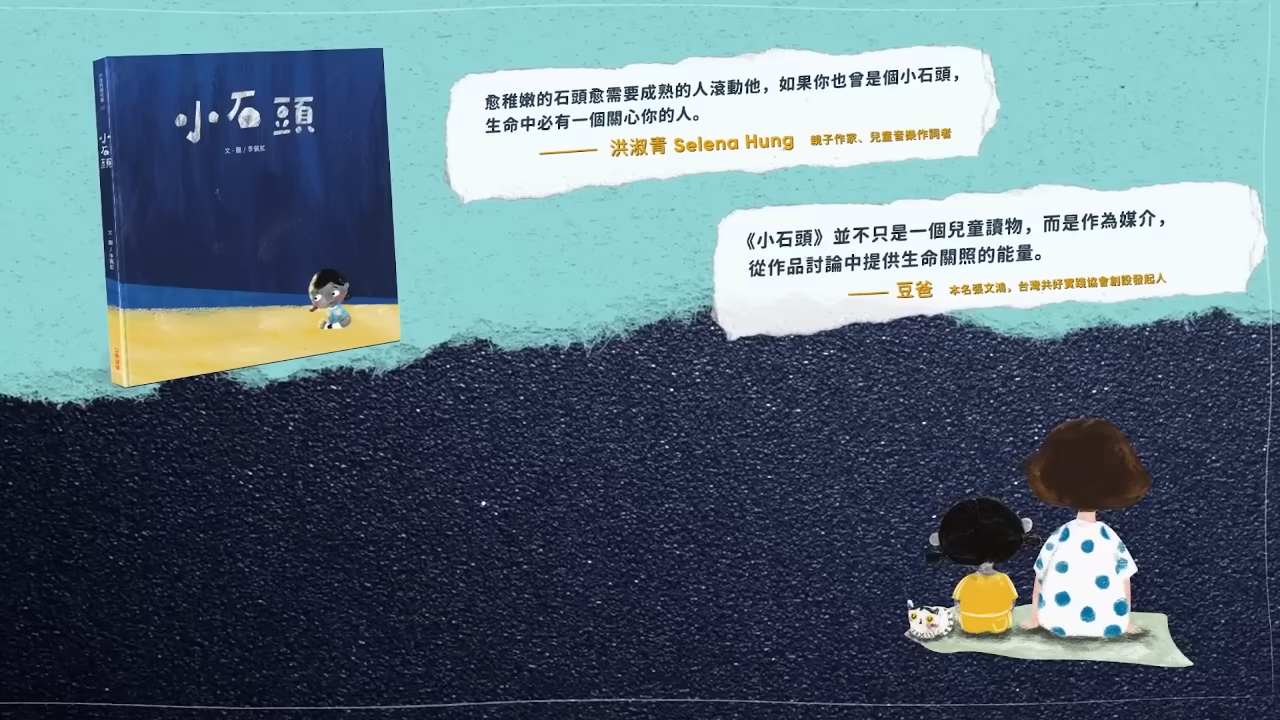 小石頭
文·圖/李佩紅
小石頭
愈稚嫩的石頭愈需要成熟的人滾動他，如果你也曾是個小石頭，
生命中必有一個關心你的人。
—— 洪淑青 Selena Hung 親子作家、兒童音樂作詞者
《小石頭》並不只是一個兒童讀物，而是作為媒介，
從作品討論中提供生命關照的能量。
—— 豆爸 本名張文鴻，台灣共好實踐協會創設發起人